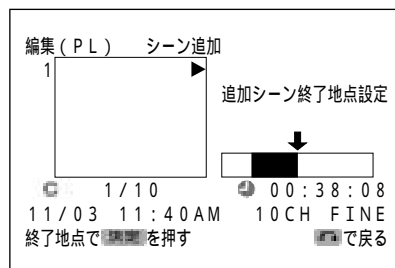 編集(PL) シーン追加
1
追加シーン終了地点設定
1/10 00:38:08
11/03 11:40AM 10CH FINE
終了地点で を押す で戻る